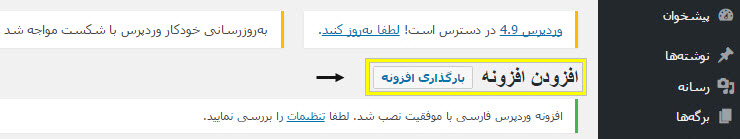 پیشخوان
نوشته‌ها
رسانه
برگه‌ها
وردپرس 4.9 در دسترس است! لطفا به‌روز کنید.
به‌روزرسانی خودکار وردپرس با شکست مواجه شد
افزودن افزونه بارگذاری افزونه
افزونه وردپرس فارسی با موفقیت نصب شد. لطفا تنظیمات را بررسی نمایید.